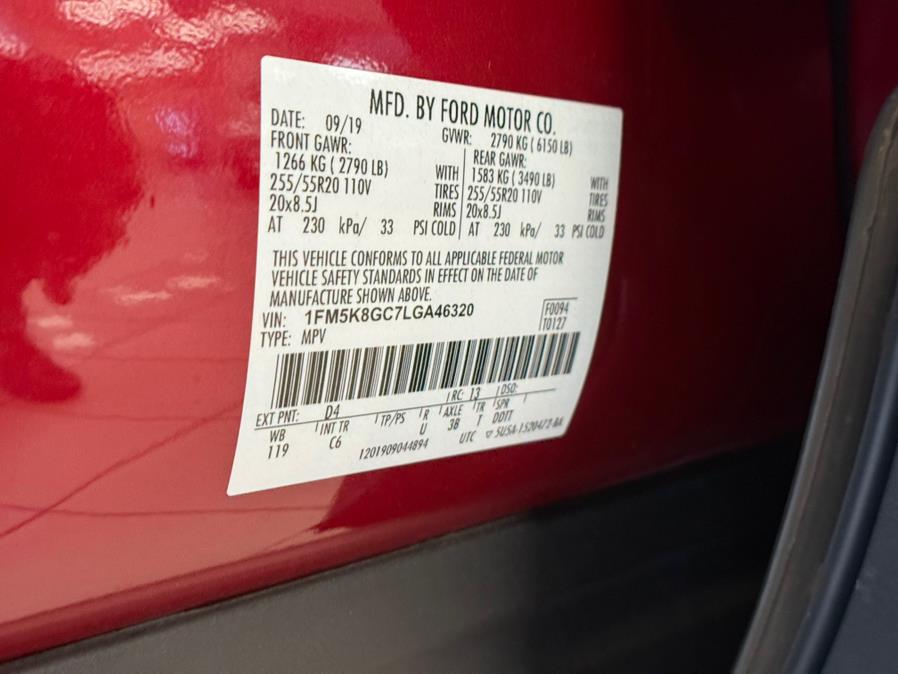 MFD. BY FORD MOTOR CO.
DATE: 09/19 GVWR: 2790 KG ( 6150 LB)
FRONT GAWR: REAR GAWR:
1266 KG ( 2790 LB) WITH 1583 KG ( 3490 LB) WITH
255/55R20 110V TIRES 255/55R20 110V TIRES
20x8.5J RIMS 20x8.5J RIMS
AT 230 kPa/ 33 PSI COLD AT 230 kPa/ 33 PSI COLD
THIS VEHICLE CONFORMS TO ALL APPLICABLE FEDERAL MOTOR
VEHICLE SAFETY STANDARDS IN EFFECT ON THE DATE OF
MANUFACTURE SHOWN ABOVE.
VIN: 1FM5K8GC7LGA46320 F0094
TYPE: MPV T0127
EXT PNT: D4 RC: 13 DSO:
WB INT TR TP/PS R AXLE TR SPR
119 C6 U 3B T DDTT
1201909044894 UTC ▽ 5U5A-1520472-BA